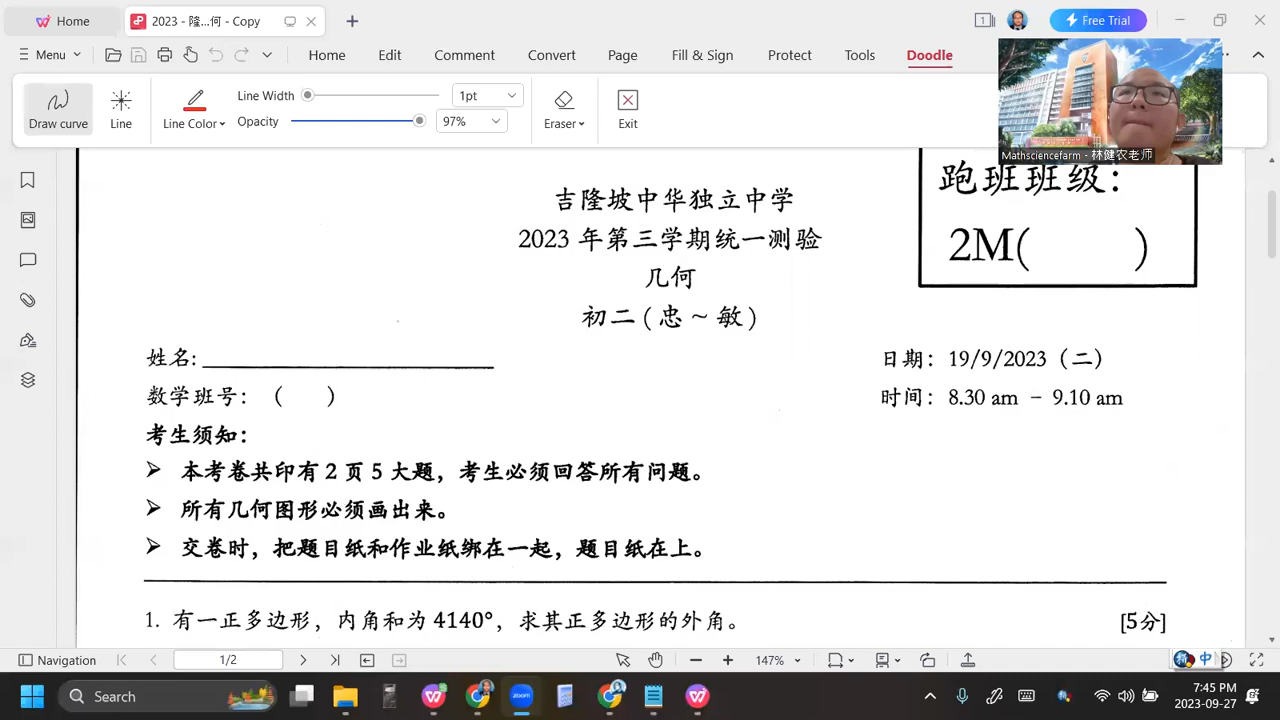 Home
2023 - 隆...何 - Copy
Free Trial
Menu
Home
Edit
Comment
Convert
Page
Fill & Sign
Protect
Tools
Doodle
Draw curve
Line
Line Color
Line Width
1pt
Opacity
97%
Eraser
Exit
Mathsciencefarm - 林健农老师
跑班班级：
2M( )
吉隆坡中华独立中学
2023 年第三学期统一测验
几何
初二 ( 忠 ~ 敏 )
姓名:
日期：19/9/2023（二）
数学班号：（ ）
时间：8.30 am － 9.10 am
考生须知：
➢ 本考卷共印有 2 页 5 大题，考生必须回答所有问题。
➢ 所有几何图形必须画出来。
➢ 交卷时，把题目纸和作业纸绑在一起，题目纸在上。
1. 有一正多边形，内角和为 4140°，求其正多边形的外角。 [5分]
Navigation
1/2
147%
中
Search
zoom
7:45 PM
2023-09-27